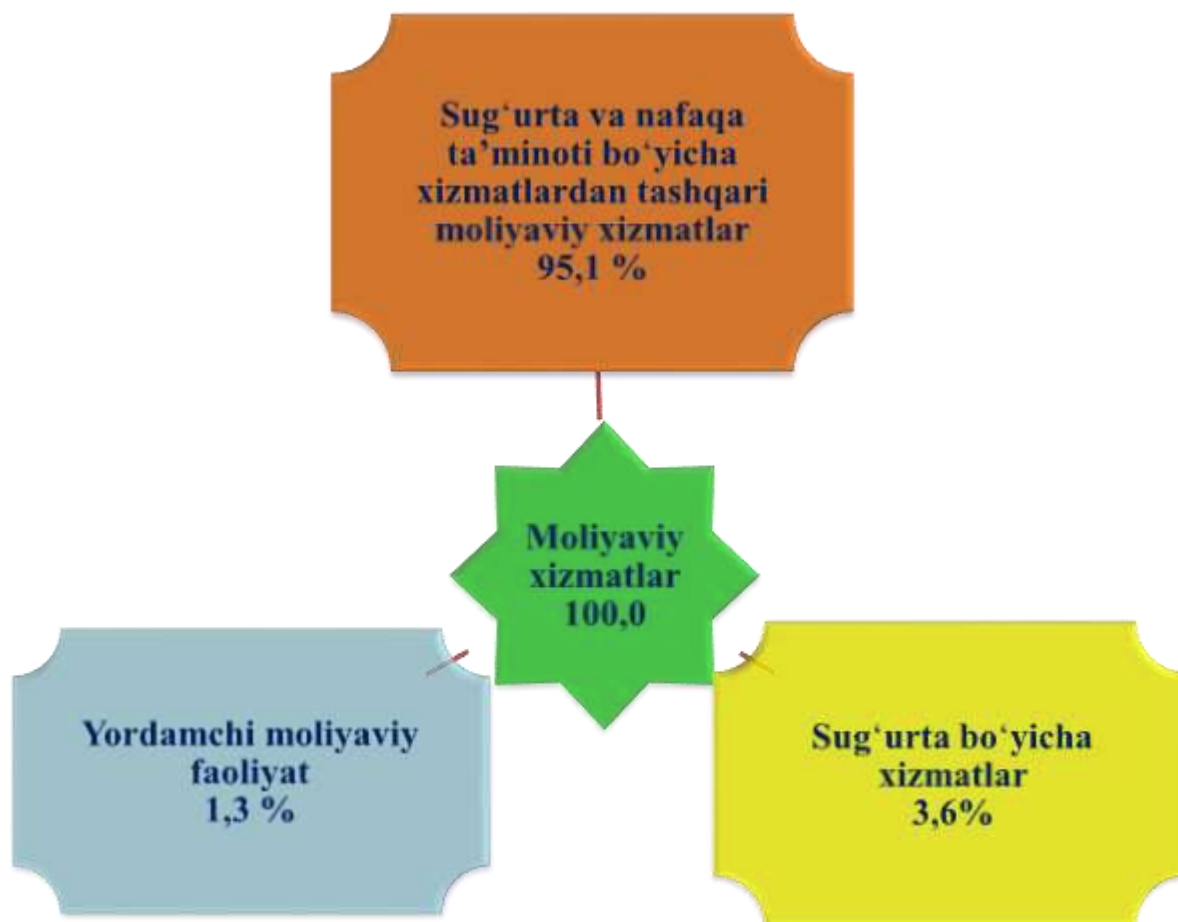 Sug‘urta va nafaqa
ta’minoti bo‘yicha
xizmatlardan tashqari
moliyaviy xizmatlar
95,1 %
Moliyaviy
xizmatlar
100,0
Yordamchi moliyaviy
faoliyat
1,3 %
Sug‘urta bo‘yicha
xizmatlar
3,6%